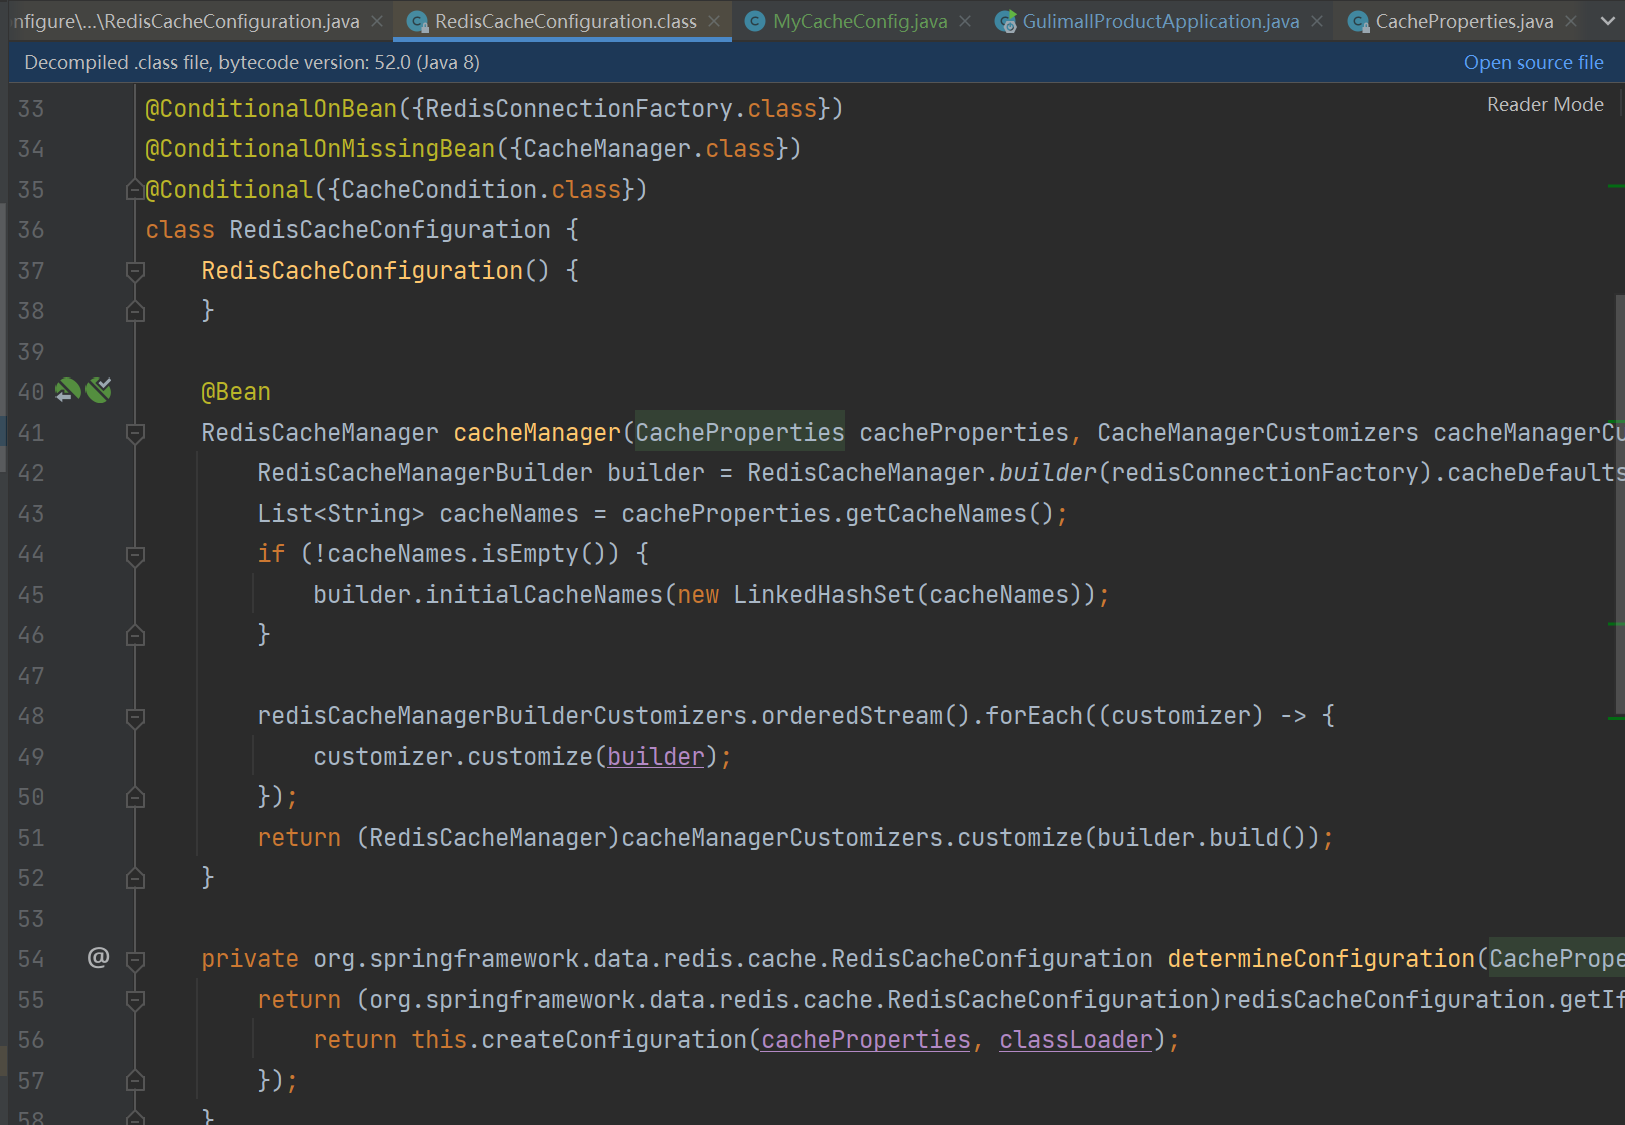 nfigure\...\RedisCacheConfiguration.java RedisCacheConfiguration.class MyCacheConfig.java GulimallProductApplication.java CacheProperties.java
Decompiled .class file, bytecode version: 52.0 (Java 8) Open source file
Reader Mode
33 @ConditionalOnBean({RedisConnectionFactory.class})
34 @ConditionalOnMissingBean({CacheManager.class})
35 @Conditional({CacheCondition.class})
36 class RedisCacheConfiguration {
37 RedisCacheConfiguration() {
38 }
39
40 @Bean
41 RedisCacheManager cacheManager(CacheProperties cacheProperties, CacheManagerCustomizers cacheManagerCu
42 RedisCacheManagerBuilder builder = RedisCacheManager.builder(redisConnectionFactory).cacheDefaults
43 List<String> cacheNames = cacheProperties.getCacheNames();
44 if (!cacheNames.isEmpty()) {
45 builder.initialCacheNames(new LinkedHashSet(cacheNames));
46 }
47
48 redisCacheManagerBuilderCustomizers.orderedStream().forEach((customizer) -> {
49 customizer.customize(builder);
50 });
51 return (RedisCacheManager)cacheManagerCustomizers.customize(builder.build());
52 }
53
54 @ private org.springframework.data.redis.cache.RedisCacheConfiguration determineConfiguration(CachePrope
55 return (org.springframework.data.redis.cache.RedisCacheConfiguration)redisCacheConfiguration.getIf
56 return this.createConfiguration(cacheProperties, classLoader);
57 });
58 }